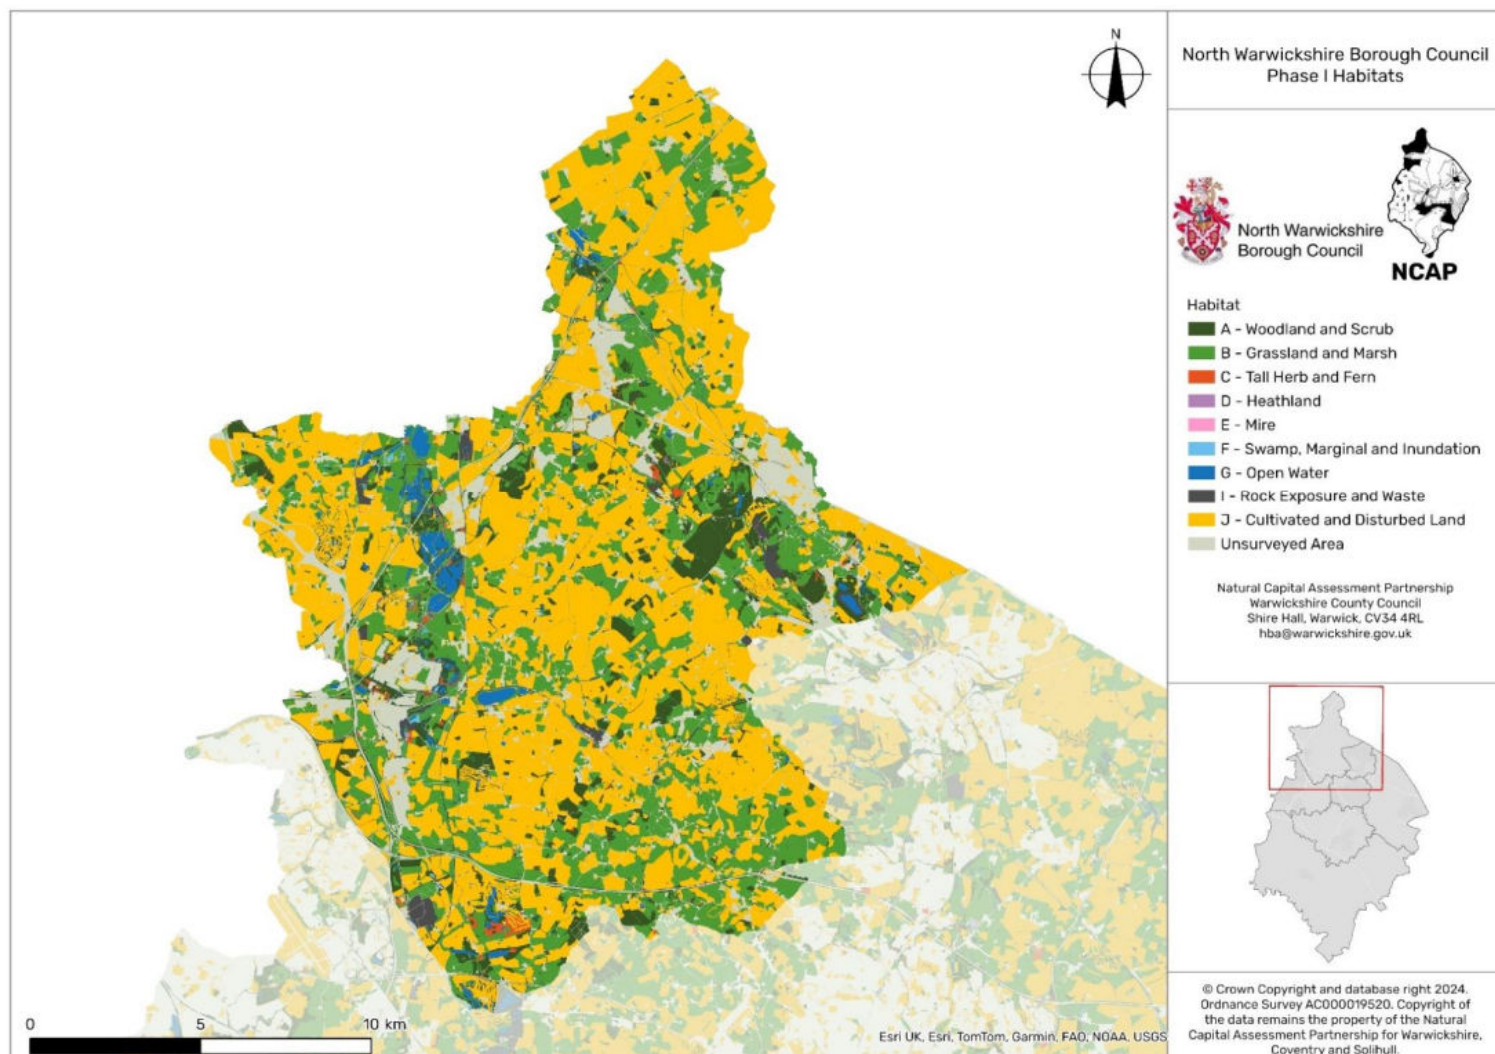 N
North Warwickshire Borough Council
Phase I Habitats
North Warwickshire
Borough Council
NCAP
Habitat
A - Woodland and Scrub
B - Grassland and Marsh
C - Tall Herb and Fern
D - Heathland
E - Mire
F - Swamp, Marginal and Inundation
G - Open Water
I - Rock Exposure and Waste
J - Cultivated and Disturbed Land
Unsurveyed Area
Natural Capital Assessment Partnership
Warwickshire County Council
Shire Hall, Warwick, CV34 4RL
hba@warwickshire.gov.uk
0 5 10 km
Esri UK, Esri, TomTom, Garmin, FAO, NOAA, USGS
© Crown Copyright and database right 2024.
Ordnance Survey AC000019520. Copyright of
the data remains the property of the Natural
Capital Assessment Partnership for Warwickshire,
Coventry and Solihull.